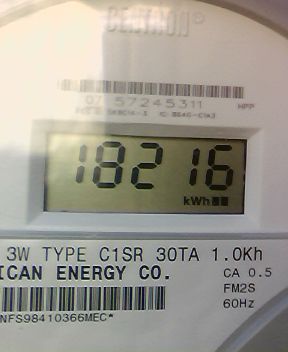 CENTRON®
07 57245311
HPP
18216
kWh
3W TYPE C1SR 30TA 1.0Kh
ICAN ENERGY CO.
CA 0.5
FM2S
60Hz
NFS98410366MEC*